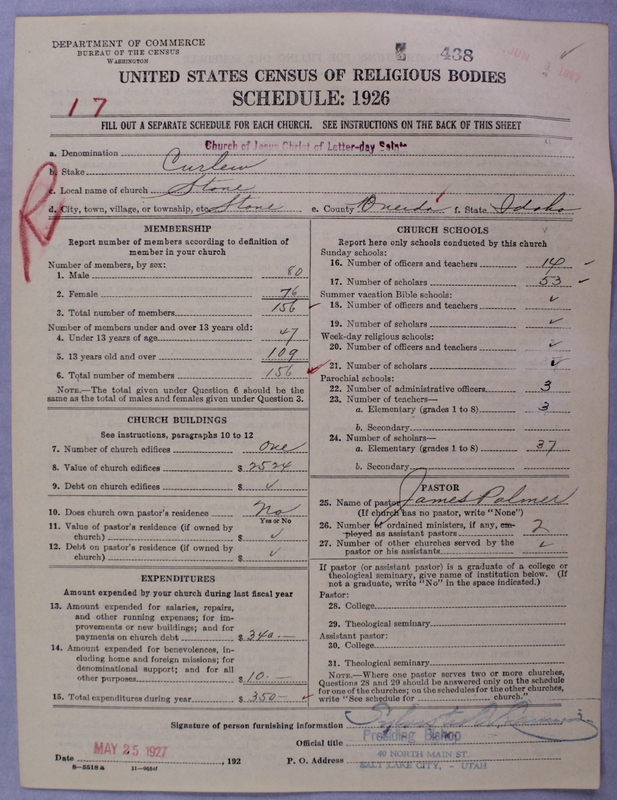 DEPARTMENT OF COMMERCE
BUREAU OF THE CENSUS
WASHINGTON
438
JUN
UNITED STATES CENSUS OF RELIGIOUS BODIES
SCHEDULE: 1926
17
FILL OUT A SEPARATE SCHEDULE FOR EACH CHURCH. SEE INSTRUCTIONS ON THE BACK OF THIS SHEET
R
a. Denomination Church of Jesus Christ of Latter-day Saints
b. Stake Curlew
c. Local name of church Stone
d. City, town, village, or township, etc. Stone e. County Oneida f. State Idaho
MEMBERSHIP
Report number of members according to definition of
member in your church
Number of members, by sex:
1. Male 80
2. Female 76
3. Total number of members 156
Number of members under and over 13 years old:
4. Under 13 years of age 47
5. 13 years old and over 109
6. Total number of members 156
NOTE.—The total given under Question 6 should be the
same as the total of males and females given under Question 3.
CHURCH BUILDINGS
See instructions, paragraphs 10 to 12
7. Number of church edifices One
8. Value of church edifices $ 2524
9. Debt on church edifices $ ✓
10. Does church own pastor's residence No
Yes or No
11. Value of pastor's residence (if owned by
church) $ ✓
12. Debt on pastor's residence (if owned by
church) $ ✓
EXPENDITURES
Amount expended by your church during last fiscal year
13. Amount expended for salaries, repairs,
and other running expenses; for im-
provements or new buildings; and for
payments on church debt $ 340.—
14. Amount expended for benevolences, in-
cluding home and foreign missions; for
denominational support; and for all
other purposes $ 10.—
15. Total expenditures during year $ 350—
CHURCH SCHOOLS
Report here only schools conducted by this church
Sunday schools:
16. Number of officers and teachers 14
17. Number of scholars 53
Summer vacation Bible schools:
18. Number of officers and teachers ✓
19. Number of scholars ✓
Week-day religious schools:
20. Number of officers and teachers ✓
21. Number of scholars ✓
Parochial schools:
22. Number of administrative officers 3
23. Number of teachers—
a. Elementary (grades 1 to 8) 3
b. Secondary
24. Number of scholars—
a. Elementary (grades 1 to 8) 37
b. Secondary
PASTOR
25. Name of pastor James Palmer
(If church has no pastor, write "None")
26. Number of ordained ministers, if any, em-
ployed as assistant pastors 2
27. Number of other churches served by the
pastor or his assistants ✓
If pastor (or assistant pastor) is a graduate of a college or
theological seminary, give name of institution below. (If
not a graduate, write "No" in the space indicated.)
Pastor:
28. College
29. Theological seminary
Assistant pastor:
30. College
31. Theological seminary
NOTE.—Where one pastor serves two or more churches,
Questions 28 and 29 should be answered only on the schedule
for one of the churches; on the schedules for the other churches,
write "See schedule for church."
Signature of person furnishing information
Official title Presiding Bishop
Date MAY 25 1927, 192 P. O. Address 40 NORTH MAIN ST.
SALT LAKE CITY, - UTAH
8—5518 a